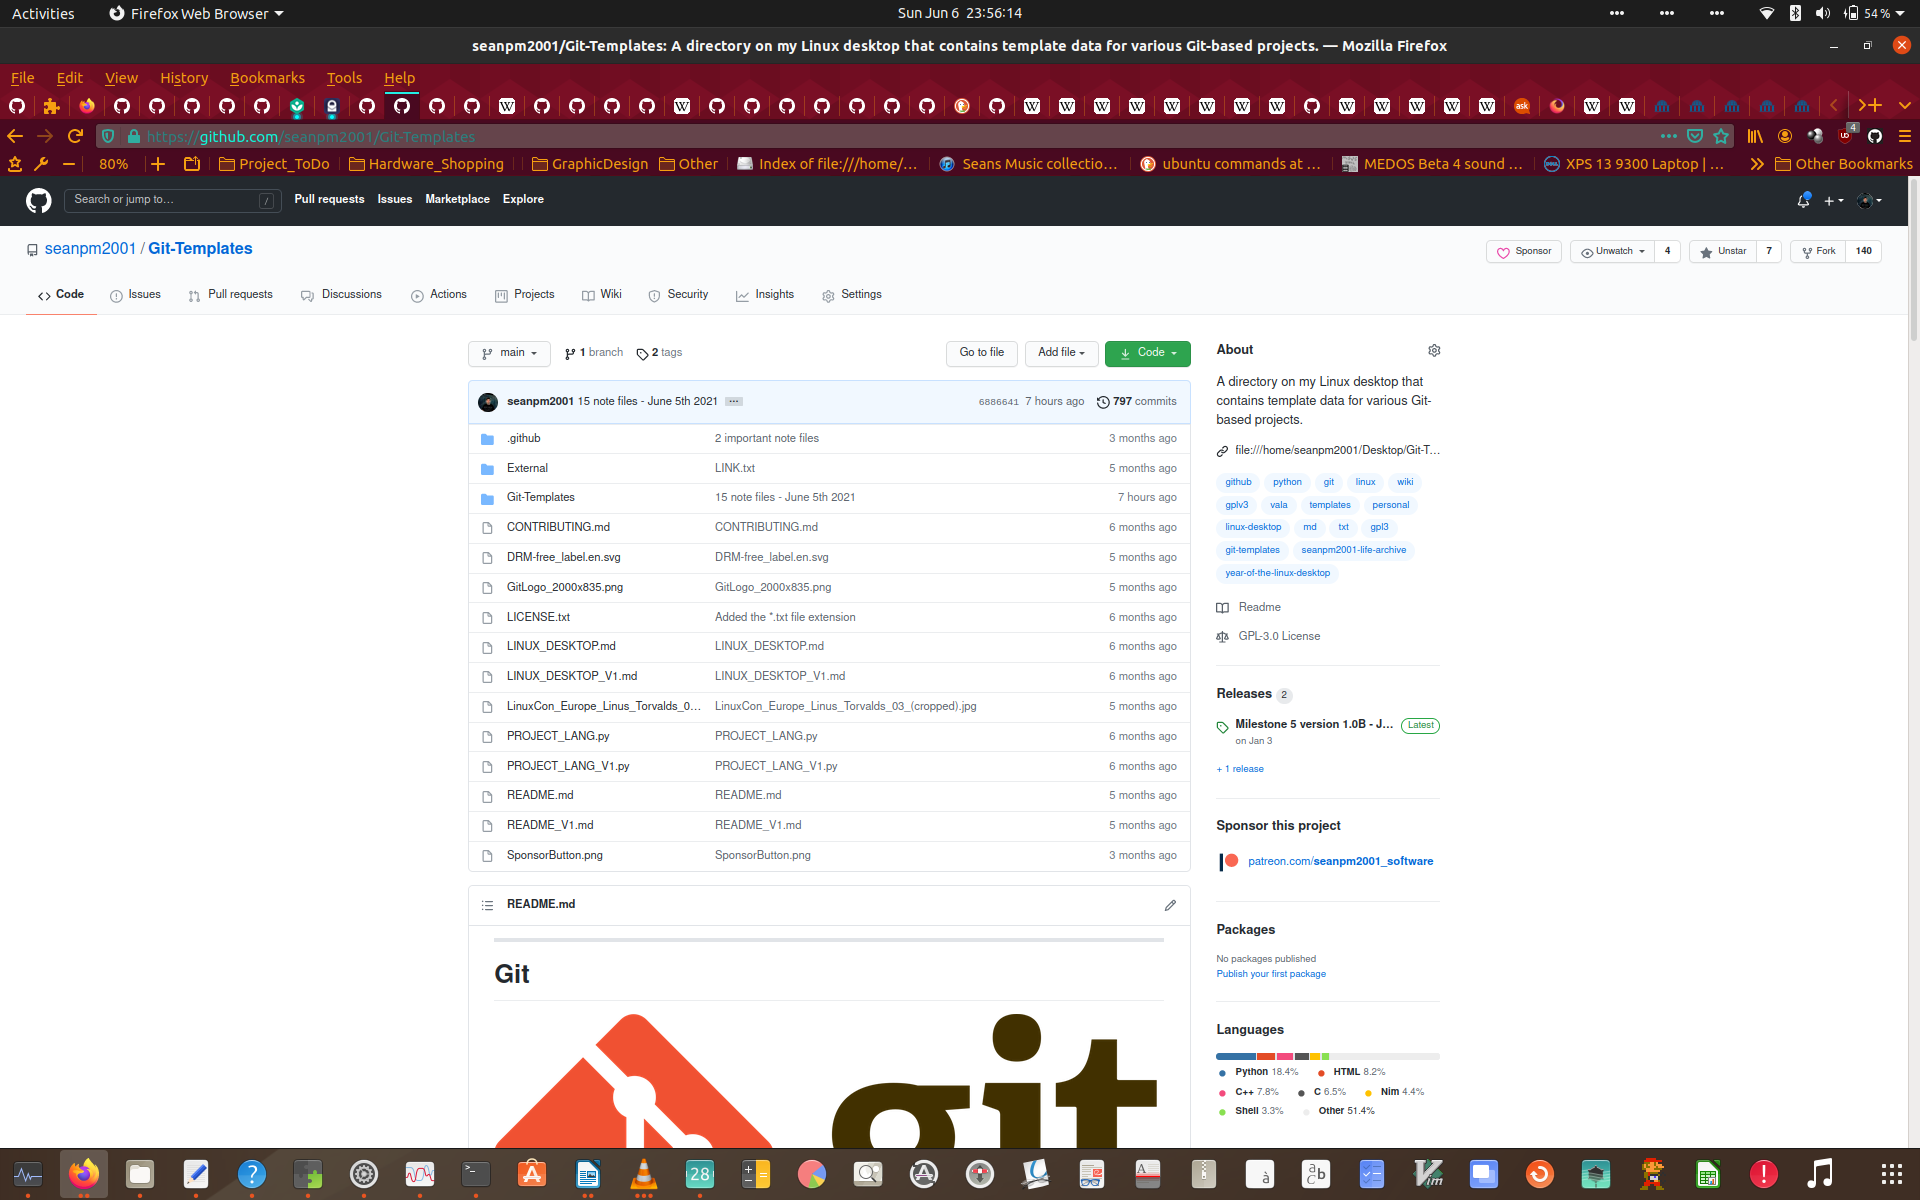 Activities Firefox Web Browser Sun Jun 6 23:56:14 54 %
seanpm2001/Git-Templates: A directory on my Linux desktop that contains template data for various Git-based projects. — Mozilla Firefox
File Edit View History Bookmarks Tools Help
https://github.com/seanpm2001/Git-Templates 4
80% Project_ToDo Hardware_Shopping GraphicDesign Other Index of file:///home/... Seans Music collectio... ubuntu commands at ... MEDOS Beta 4 sound ... XPS 13 9300 Laptop | ... Other Bookmarks
Search or jump to... / Pull requests Issues Marketplace Explore
seanpm2001 / Git-Templates Sponsor Unwatch 4 Unstar 7 Fork 140
Code Issues Pull requests Discussions Actions Projects Wiki Security Insights Settings
main 1 branch 2 tags Go to file Add file Code
seanpm2001 15 note files - June 5th 2021 ... 6886641 7 hours ago 797 commits
.github 2 important note files 3 months ago
External LINK.txt 5 months ago
Git-Templates 15 note files - June 5th 2021 7 hours ago
CONTRIBUTING.md CONTRIBUTING.md 6 months ago
DRM-free_label.en.svg DRM-free_label.en.svg 5 months ago
GitLogo_2000x835.png GitLogo_2000x835.png 5 months ago
LICENSE.txt Added the *.txt file extension 6 months ago
LINUX_DESKTOP.md LINUX_DESKTOP.md 6 months ago
LINUX_DESKTOP_V1.md LINUX_DESKTOP_V1.md 6 months ago
LinuxCon_Europe_Linus_Torvalds_0... LinuxCon_Europe_Linus_Torvalds_03_(cropped).jpg 5 months ago
PROJECT_LANG.py PROJECT_LANG.py 6 months ago
PROJECT_LANG_V1.py PROJECT_LANG_V1.py 6 months ago
README.md README.md 5 months ago
README_V1.md README_V1.md 5 months ago
SponsorButton.png SponsorButton.png 3 months ago
README.md
Git
git
About
A directory on my Linux desktop that
contains template data for various Git-
based projects.
file:///home/seanpm2001/Desktop/Git-T...
github python git linux wiki
gplv3 vala templates personal
linux-desktop md txt gpl3
git-templates seanpm2001-life-archive
year-of-the-linux-desktop
Readme
GPL-3.0 License
Releases 2
Milestone 5 version 1.0B - J... Latest
on Jan 3
+ 1 release
Sponsor this project
patreon.com/seanpm2001_software
Packages
No packages published
Publish your first package
Languages
Python 18.4% HTML 8.2%
C++ 7.8% C 6.5% Nim 4.4%
Shell 3.3% Other 51.4%
28